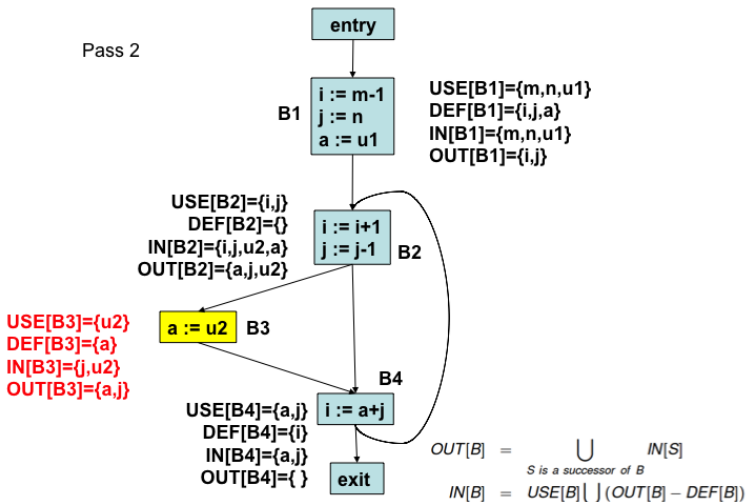 Pass 2
entry
B1
i := m-1
j := n
a := u1
USE[B1]={m,n,u1}
DEF[B1]={i,j,a}
IN[B1]={m,n,u1}
OUT[B1]={i,j}
USE[B2]={i,j}
DEF[B2]={}
IN[B2]={i,j,u2,a}
OUT[B2]={a,j,u2}
i := i+1
j := j-1
B2
USE[B3]={u2}
DEF[B3]={a}
IN[B3]={j,u2}
OUT[B3]={a,j}
a := u2
B3
B4
USE[B4]={a,j}
DEF[B4]={i}
IN[B4]={a,j}
OUT[B4]={ }
i := a+j
exit
OUT[B] = ⋃ IN[S]
S is a successor of B
IN[B] = USE[B]⋃(OUT[B] − DEF[B])